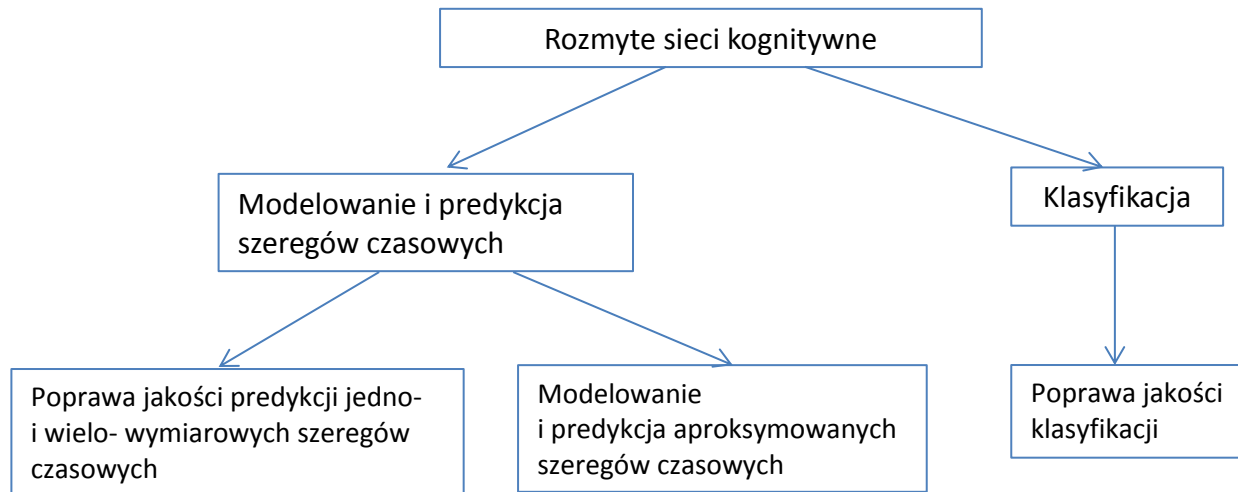 Rozmyte sieci kognitywne
Modelowanie i predykcja
szeregów czasowych
Klasyfikacja
Poprawa jakości predykcji jedno-
i wielo- wymiarowych szeregów
czasowych
Modelowanie
i predykcja aproksymowanych
szeregów czasowych
Poprawa jakości
klasyfikacji